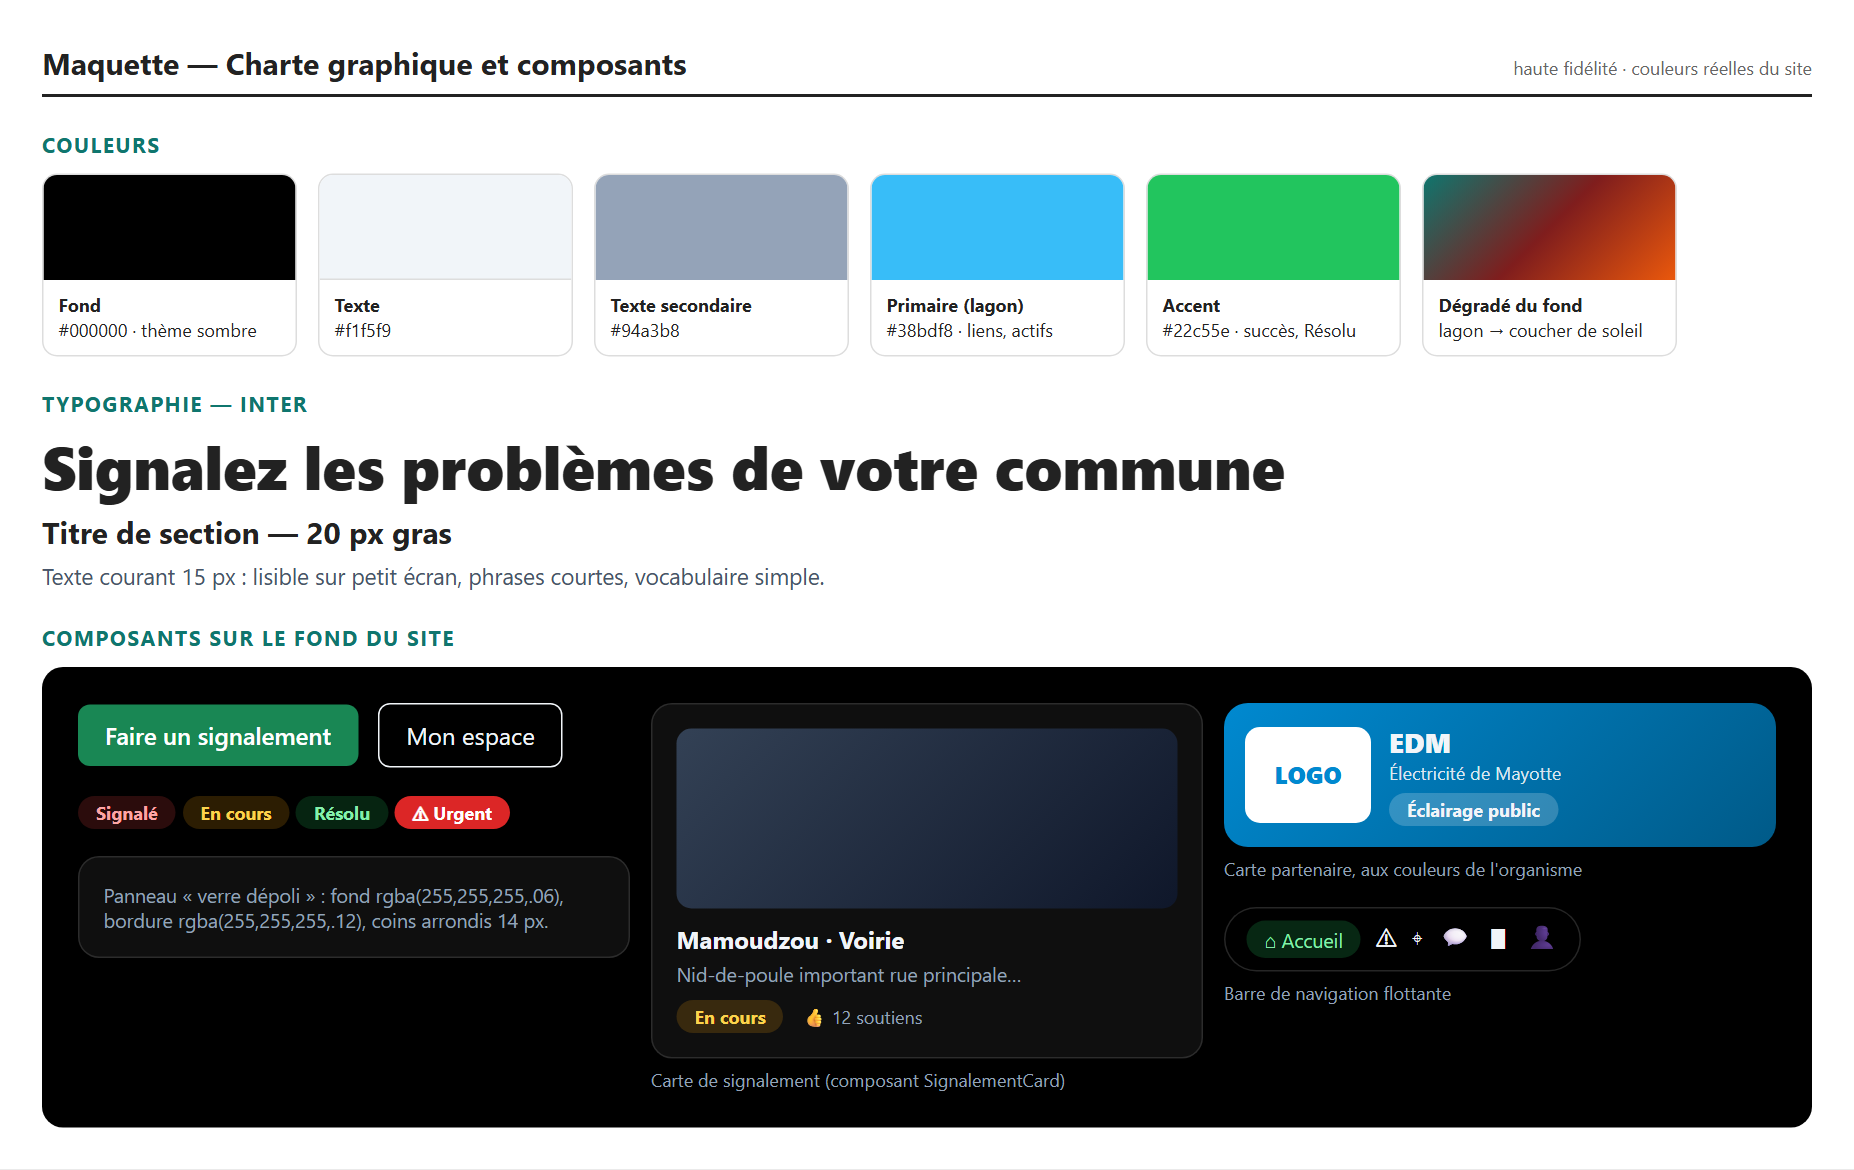 Maquette — Charte graphique et composants
haute fidélité · couleurs réelles du site
COULEURS
Fond
#000000 · thème sombre
Texte
#f1f5f9
Texte secondaire
#94a3b8
Primaire (lagon)
#38bdf8 · liens, actifs
Accent
#22c55e · succès, Résolu
Dégradé du fond
lagon → coucher de soleil
TYPOGRAPHIE — INTER
Signalez les problèmes de votre commune
Titre de section — 20 px gras
Texte courant 15 px : lisible sur petit écran, phrases courtes, vocabulaire simple.
COMPOSANTS SUR LE FOND DU SITE
Faire un signalement
Mon espace
Signalé
En cours
Résolu
⚠ Urgent
Panneau « verre dépoli » : fond rgba(255,255,255,.06),
bordure rgba(255,255,255,.12), coins arrondis 14 px.
Mamoudzou · Voirie
Nid-de-poule important rue principale…
En cours
👍 12 soutiens
Carte de signalement (composant SignalementCard)
LOGO
EDM
Électricité de Mayotte
Éclairage public
Carte partenaire, aux couleurs de l'organisme
⌂ Accueil
Barre de navigation flottante